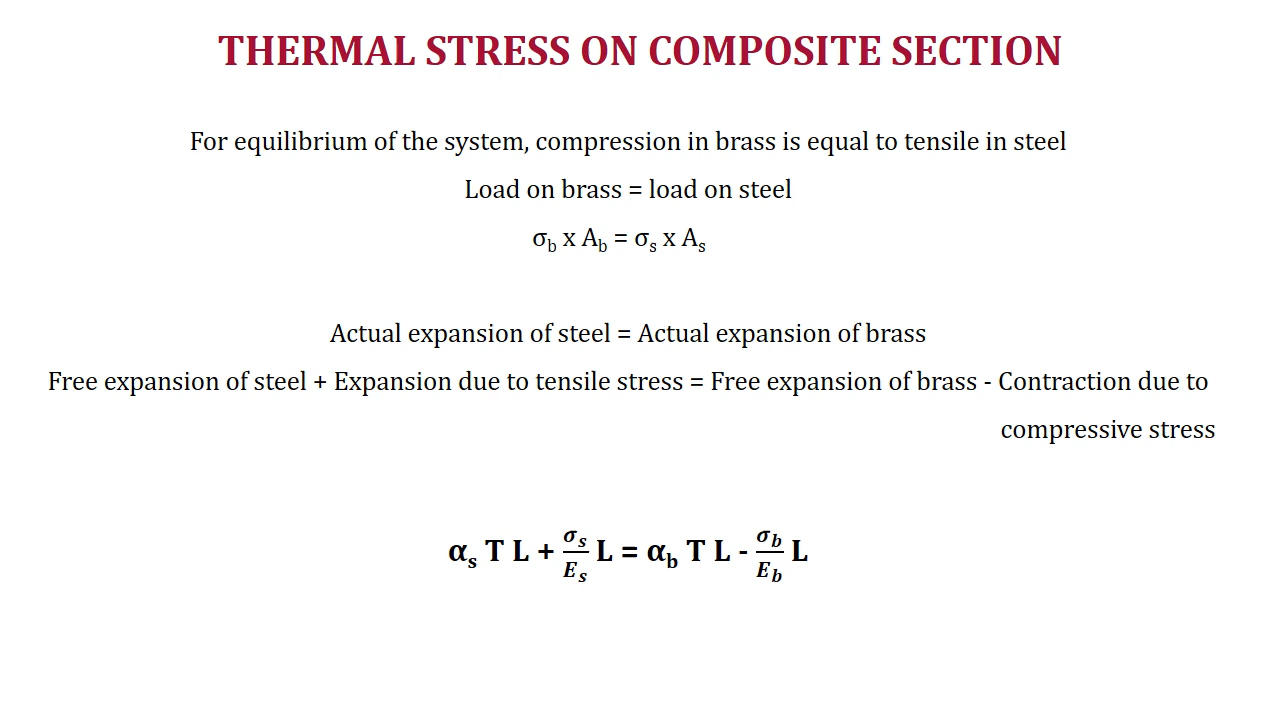 THERMAL STRESS ON COMPOSITE SECTION
For equilibrium of the system, compression in brass is equal to tensile in steel
Load on brass = load on steel
σb x Ab = σs x As
Actual expansion of steel = Actual expansion of brass
Free expansion of steel + Expansion due to tensile stress = Free expansion of brass - Contraction due to
compressive stress
αs T L + σs/Es L = αb T L - σb/Eb L